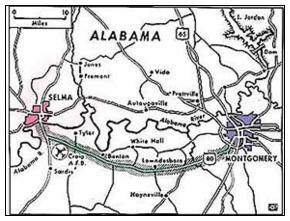 0 10
Miles
ALABAMA
65
L. Jordon
Dam
Jones
Fremont
Vida
Prattville
SELMA
Autaugaville
Alabama River
Tyler
White Hall
Alabama
Craig
A.F.B.
Benton
Lowndesboro
80
MONTGOMERY
Sardis
Hayneville